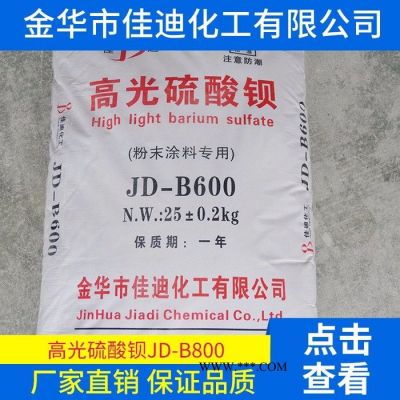 金华市佳迪化工有限公司
注意防潮
高光硫酸钡
High light barium sulfate
(粉末涂料专用)
JD-B600
N.W.:25±0.2kg
保质期:一年
金华市佳迪化工有限公司
JinHua Jiadi Chemical Co.,Ltd
JD-B600
高光硫酸钡JD-B800
厂家直销 保证品质
点击
查看
www.***.com